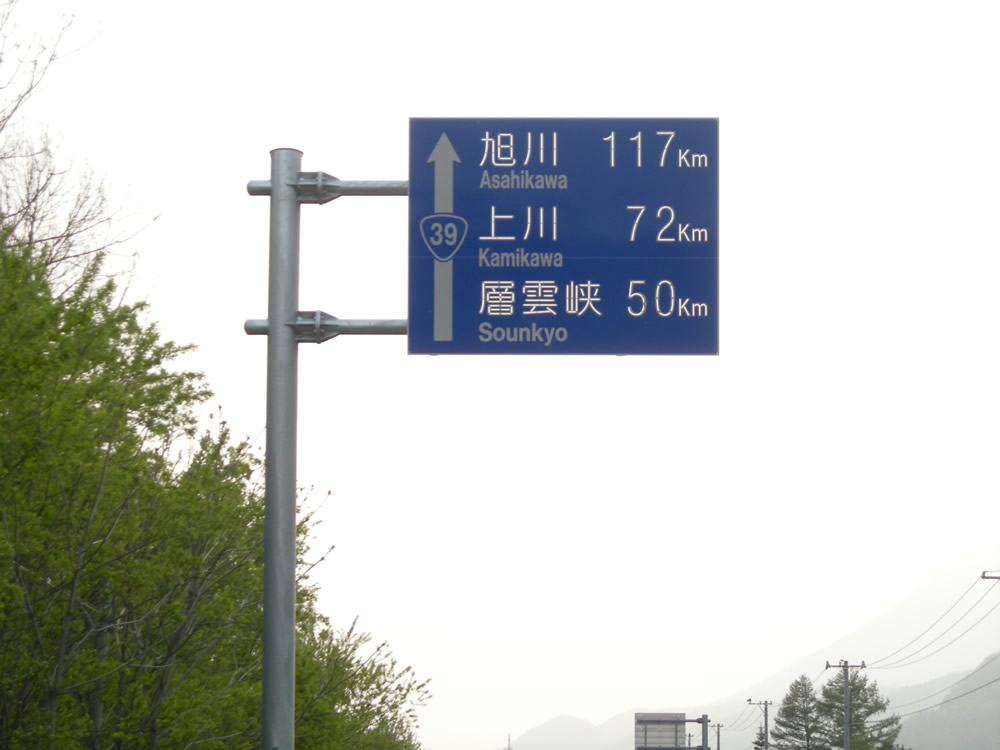 旭川 117Km
Asahikawa
39
上川 72Km
Kamikawa
層雲峡 50Km
Sounkyo